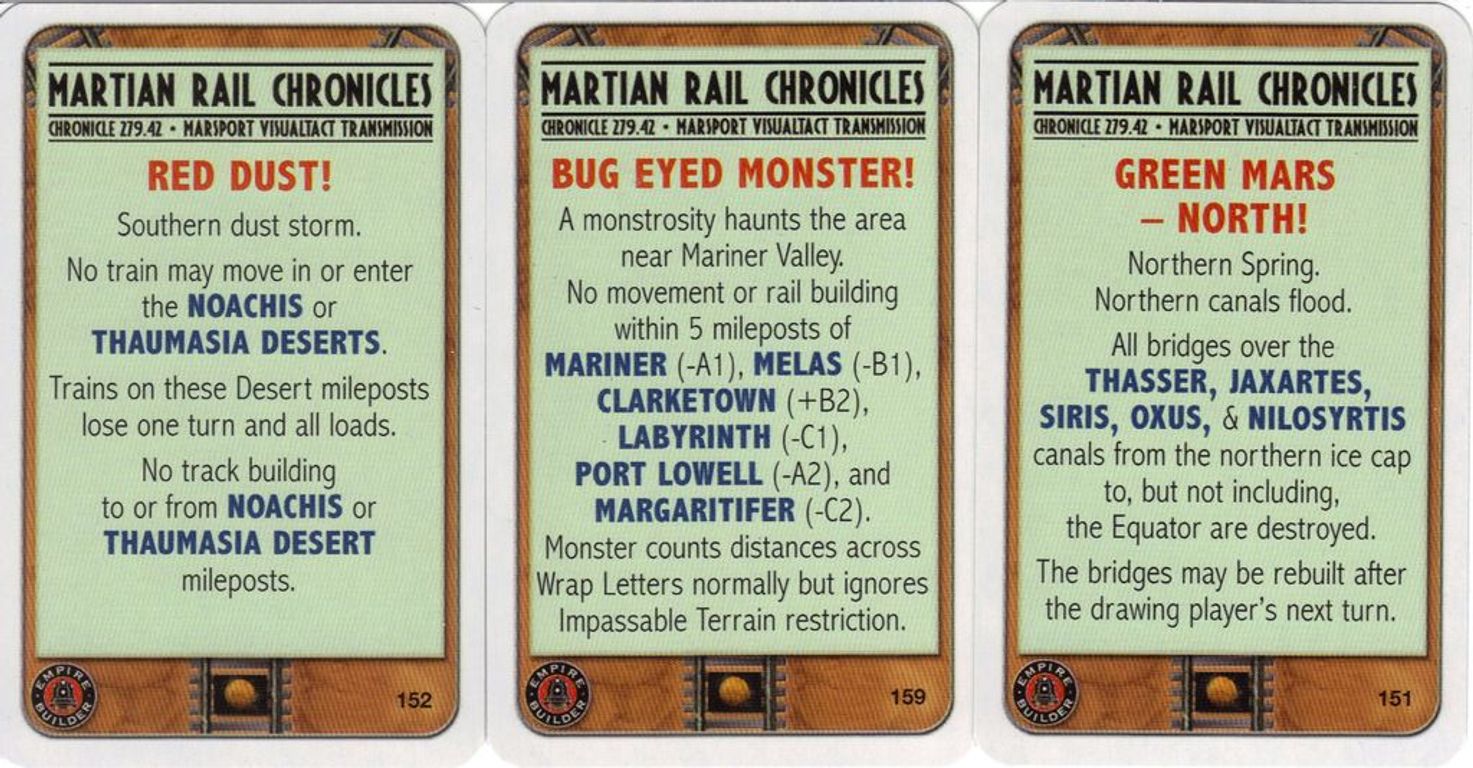 MARTIAN RAIL CHRONICLES
CHRONICLE 279.42 • MARSPORT VISUALTACT TRANSMISSION
RED DUST!
Southern dust storm.
No train may move in or enter
the NOACHIS or
THAUMASIA DESERTS.
Trains on these Desert mileposts
lose one turn and all loads.
No track building
to or from NOACHIS or
THAUMASIA DESERT
mileposts.
EMPIRE
BUILDER
152
MARTIAN RAIL CHRONICLES
CHRONICLE 279.42 • MARSPORT VISUALTACT TRANSMISSION
BUG EYED MONSTER!
A monstrosity haunts the area
near Mariner Valley.
No movement or rail building
within 5 mileposts of
MARINER (-A1), MELAS (-B1),
CLARKETOWN (+B2),
LABYRINTH (-C1),
PORT LOWELL (-A2), and
MARGARITIFER (-C2).
Monster counts distances across
Wrap Letters normally but ignores
Impassable Terrain restriction.
EMPIRE
BUILDER
159
MARTIAN RAIL CHRONICLES
CHRONICLE 279.42 • MARSPORT VISUALTACT TRANSMISSION
GREEN MARS
– NORTH!
Northern Spring.
Northern canals flood.
All bridges over the
THASSER, JAXARTES,
SIRIS, OXUS, & NILOSYRTIS
canals from the northern ice cap
to, but not including,
the Equator are destroyed.
The bridges may be rebuilt after
the drawing player's next turn.
EMPIRE
BUILDER
151